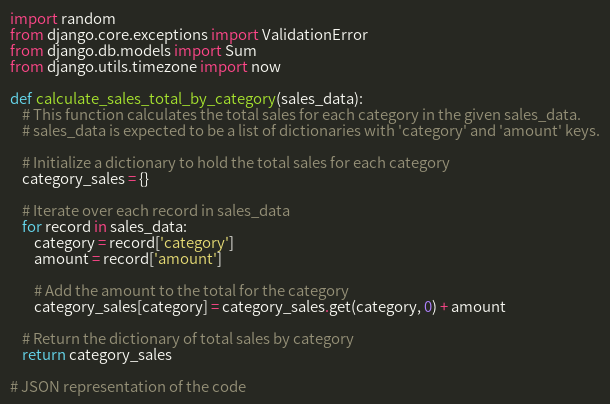 import random
from django.core.exceptions import ValidationError
from django.db.models import Sum
from django.utils.timezone import now

def calculate_sales_total_by_category(sales_data):
    # This function calculates the total sales for each category in the given sales_data.
    # sales_data is expected to be a list of dictionaries with 'category' and 'amount' keys.

    # Initialize a dictionary to hold the total sales for each category
    category_sales = {}

    # Iterate over each record in sales_data
    for record in sales_data:
        category = record['category']
        amount = record['amount']

        # Add the amount to the total for the category
        category_sales[category] = category_sales.get(category, 0) + amount

    # Return the dictionary of total sales by category
    return category_sales

# JSON representation of the code